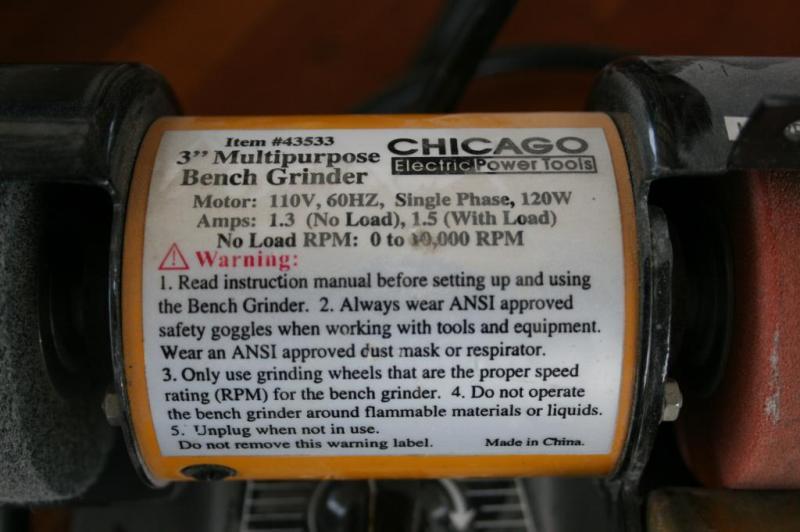 Item #43533
3" Multipurpose
Bench Grinder
CHICAGO
Electric Power Tools
Motor: 110V, 60HZ, Single Phase, 120W
Amps: 1.3 (No Load), 1.5 (With Load)
No Load RPM: 0 to 10,000 RPM
Warning:
1. Read instruction manual before setting up and using
the Bench Grinder. 2. Always wear ANSI approved
safety goggles when working with tools and equipment.
Wear an ANSI approved dust mask or respirator.
3. Only use grinding wheels that are the proper speed
rating (RPM) for the bench grinder. 4. Do not operate
the bench grinder around flammable materials or liquids.
5. Unplug when not in use.
Do not remove this warning label. Made in China.